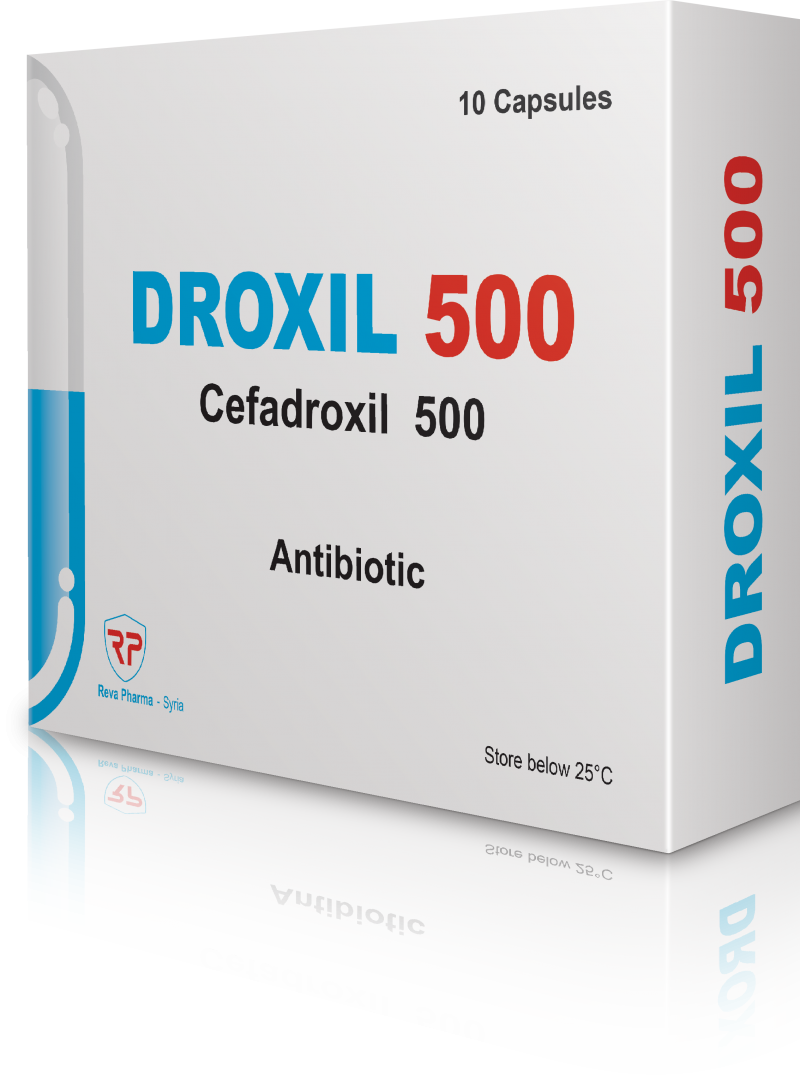 10 Capsules
DROXIL 500
Cefadroxil 500
Antibiotic
RP
Reva Pharma - Syria
Store below 25°C
DROXIL 500